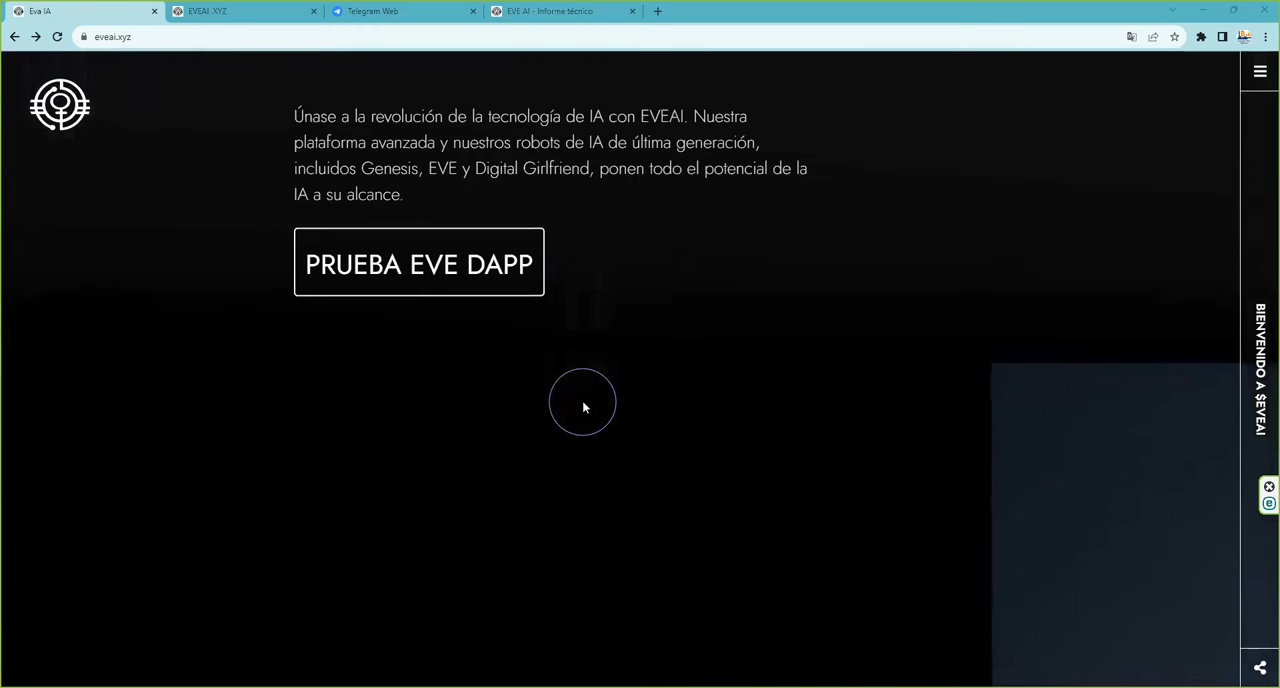 Eva IA
EVEAI .XYZ
Telegram Web
EVE AI - Informe técnico
eveai.xyz
Únase a la revolución de la tecnología de IA con EVEAI. Nuestra
plataforma avanzada y nuestros robots de IA de última generación,
incluidos Genesis, EVE y Digital Girlfriend, ponen todo el potencial de la
IA a su alcance.
PRUEBA EVE DAPP
BIENVENIDO A $EVEAI